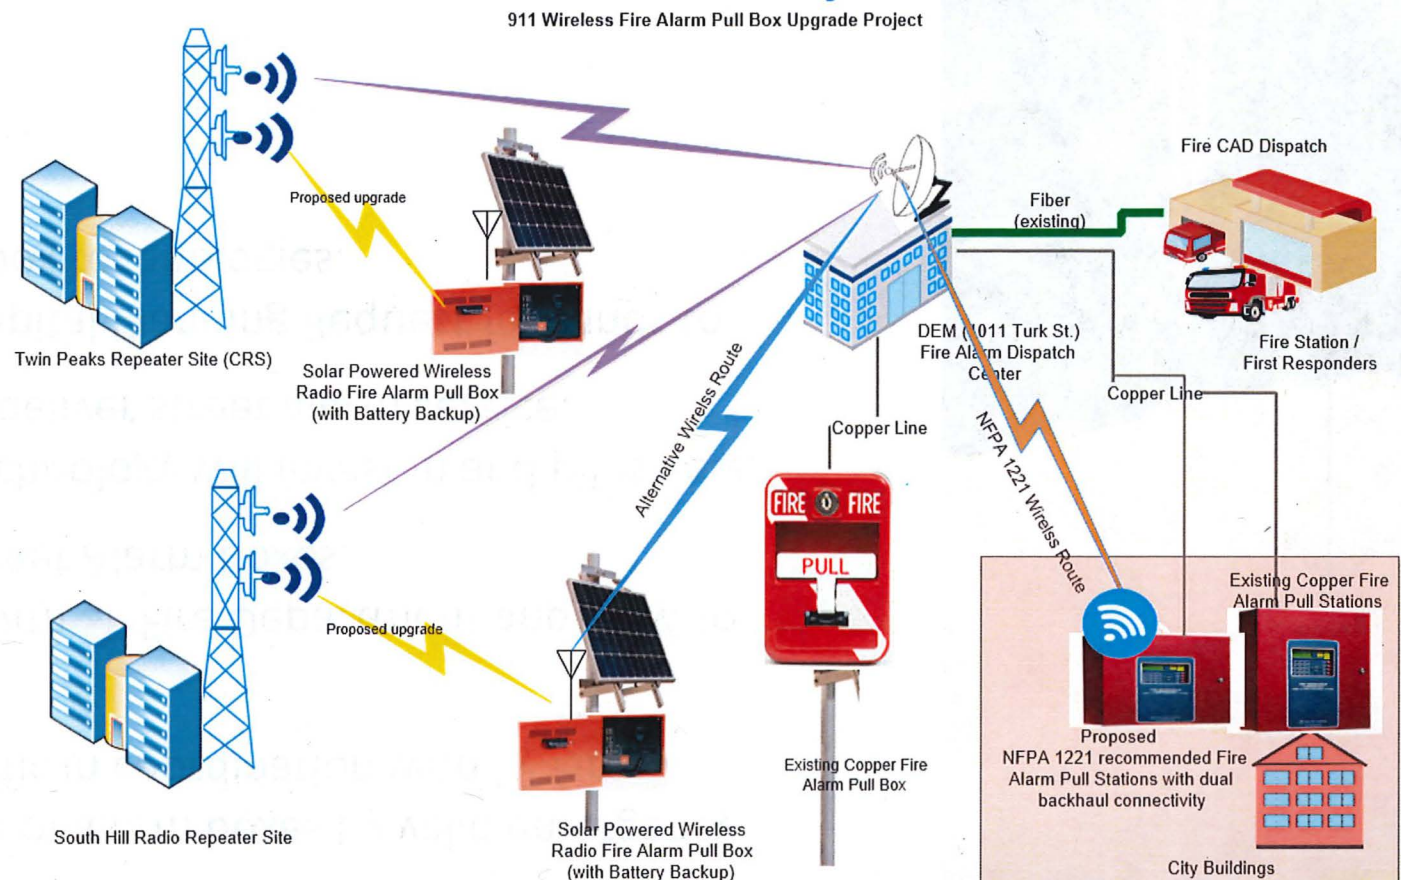 911 Wireless Fire Alarm Pull Box Upgrade Project
Fire CAD Dispatch
Proposed upgrade
Fiber
(existing)
Twin Peaks Repeater Site (CRS)
Solar Powered Wireless
Radio Fire Alarm Pull Box
(with Battery Backup)
DEM (1011 Turk St.)
Fire Alarm Dispatch
Center
Fire Station /
First Responders
Copper Line
Copper Line
Alternative Wirelss Route
NFPA 1221 Wirelss Route
FIRE FIRE
PULL
Proposed upgrade
Existing Copper Fire
Alarm Pull Stations
Proposed
NFPA 1221 recommended Fire
Alarm Pull Stations with dual
backhaul connectivity
Existing Copper Fire
Alarm Pull Box
South Hill Radio Repeater Site
Solar Powered Wireless
Radio Fire Alarm Pull Box
(with Battery Backup)
City Buildings